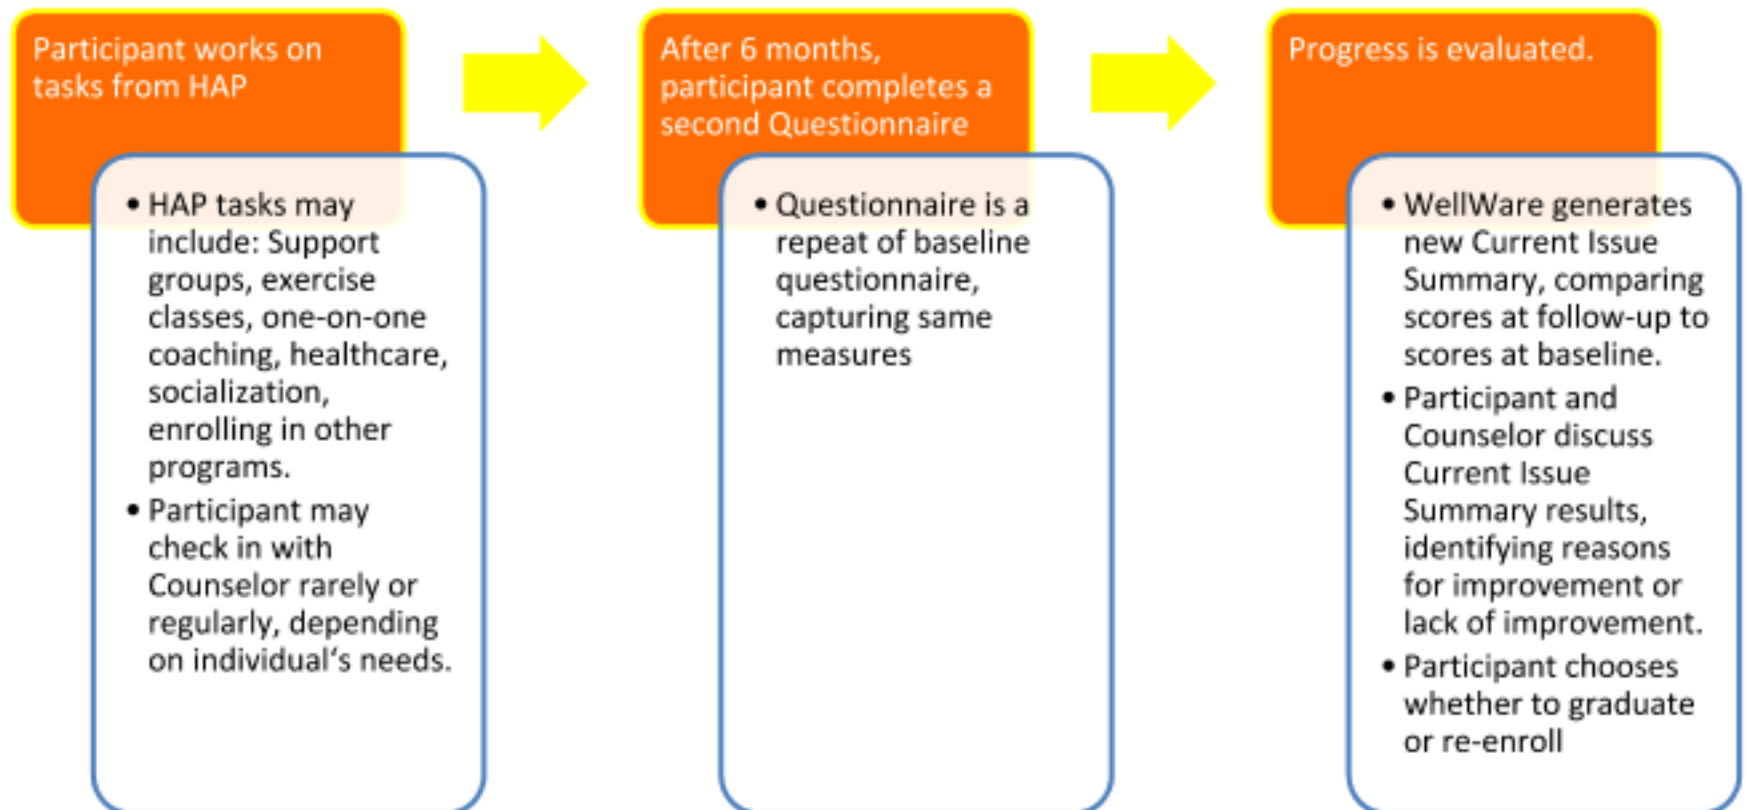 Participant works on
tasks from HAP
• HAP tasks may
include: Support
groups, exercise
classes, one-on-one
coaching, healthcare,
socialization,
enrolling in other
programs.
• Participant may
check in with
Counselor rarely or
regularly, depending
on individual‘s needs.
After 6 months,
participant completes a
second Questionnaire
• Questionnaire is a
repeat of baseline
questionnaire,
capturing same
measures
Progress is evaluated.
• WellWare generates
new Current Issue
Summary, comparing
scores at follow-up to
scores at baseline.
• Participant and
Counselor discuss
Current Issue
Summary results,
identifying reasons
for improvement or
lack of improvement.
• Participant chooses
whether to graduate
or re-enroll